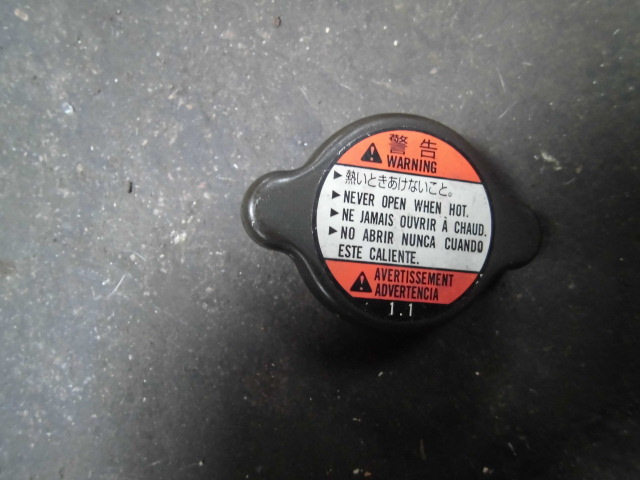 警告
WARNING
▶熱いときあけないこと。
▶NEVER OPEN WHEN HOT.
▶NE JAMAIS OUVRIR À CHAUD.
▶NO ABRIR NUNCA CUANDO
ESTE CALIENTE.
AVERTISSEMENT
ADVERTENCIA
1.1